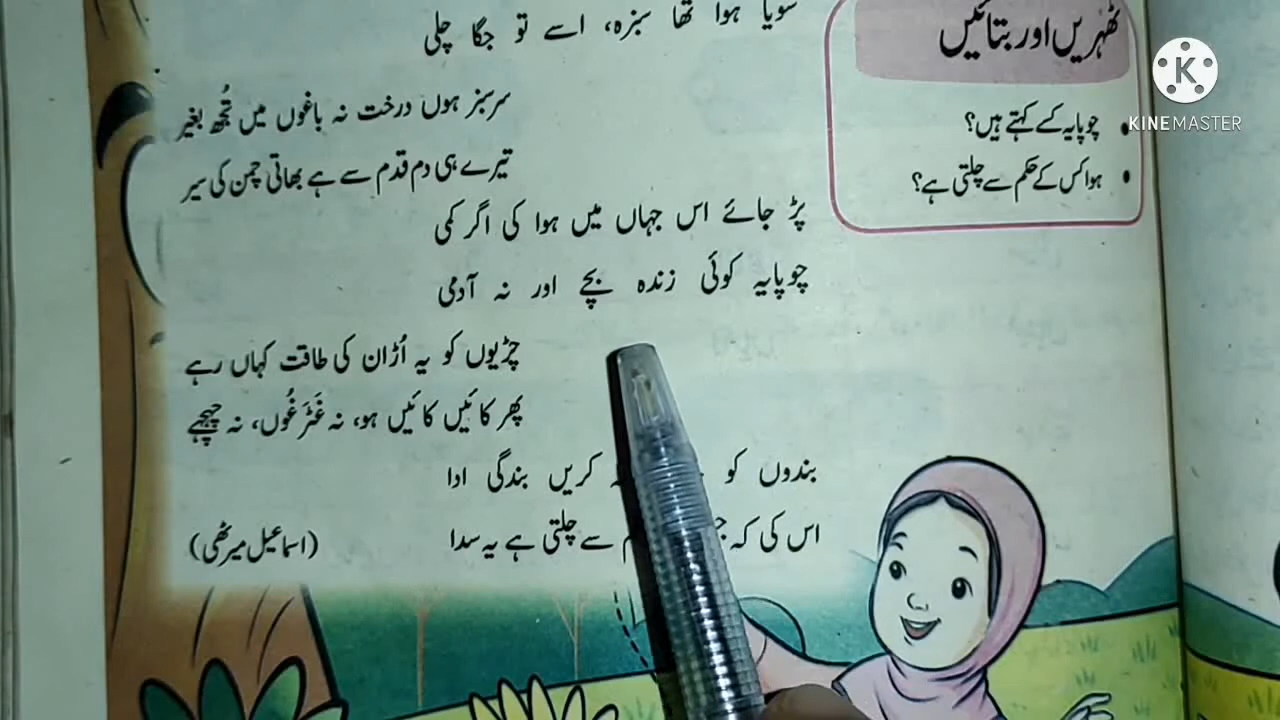 سویا ہوا تھا سبزہ، اسے تو جگا چلی
سرسبز ہوں درخت نہ باغوں میں تُجھ بغیر
تیرے ہی دم قدم سے ہے بھاتی چمن کی سیر
پڑ جائے اس جہاں میں ہوا کی اگر کمی
چوپایہ کوئی زندہ بچے اور نہ آدمی
چڑیوں کو یہ اُڑان کی طاقت کہاں رہے
پھر کائیں کائیں ہو، نہ غَٹَرغُوں، نہ چہچہے
بندوں کو کریں بندگی ادا
اس کی کہ سے چلتی ہے یہ سدا
(اسماعیل میرٹھی)
ٹھہریں اور بتائیں
• چوپایہ کسے کہتے ہیں؟
• ہوا کس کے حکم سے چلتی ہے؟
K
KINEMASTER